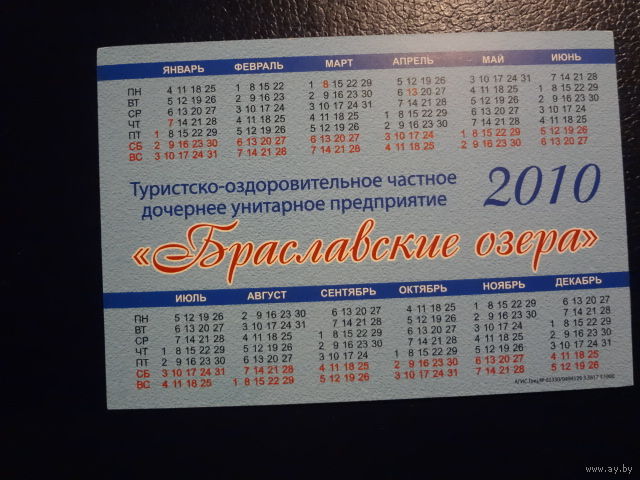 ЯНВАРЬ ФЕВРАЛЬ МАРТ АПРЕЛЬ МАЙ ИЮНЬ
ПН 4 11 18 25 1 8 15 22 1 8 15 22 29 5 12 19 26 3 10 17 24 31 7 14 21 28
ВТ 5 12 19 26 2 9 16 23 2 9 16 23 30 6 13 20 27 4 11 18 25 1 8 15 22 29
СР 6 13 20 27 3 10 17 24 3 10 17 24 31 7 14 21 28 5 12 19 26 2 9 16 23 30
ЧТ 7 14 21 28 4 11 18 25 4 11 18 25 1 8 15 22 29 6 13 20 27 3 10 17 24
ПТ 1 8 15 22 29 5 12 19 26 5 12 19 26 2 9 16 23 30 7 14 21 28 4 11 18 25
СБ 2 9 16 23 30 6 13 20 27 6 13 20 27 3 10 17 24 1 8 15 22 29 5 12 19 26
ВС 3 10 17 24 31 7 14 21 28 7 14 21 28 4 11 18 25 2 9 16 23 30 6 13 20 27
Туристско-оздоровительное частное
дочернее унитарное предприятие
2010
«Браславские озера»
ИЮЛЬ АВГУСТ СЕНТЯБРЬ ОКТЯБРЬ НОЯБРЬ ДЕКАБРЬ
ПН 5 12 19 26 2 9 16 23 30 6 13 20 27 4 11 18 25 1 8 15 22 29 6 13 20 27
ВТ 6 13 20 27 3 10 17 24 31 7 14 21 28 5 12 19 26 2 9 16 23 30 7 14 21 28
СР 7 14 21 28 4 11 18 25 1 8 15 22 29 6 13 20 27 3 10 17 24 1 8 15 22 29
ЧТ 1 8 15 22 29 5 12 19 26 2 9 16 23 30 7 14 21 28 4 11 18 25 2 9 16 23 30
ПТ 2 9 16 23 30 6 13 20 27 3 10 17 24 1 8 15 22 29 5 12 19 26 3 10 17 24 31
СБ 3 10 17 24 31 7 14 21 28 4 11 18 25 2 9 16 23 30 6 13 20 27 4 11 18 25
ВС 4 11 18 25 1 8 15 22 29 5 12 19 26 3 10 17 24 31 7 14 21 28 5 12 19 26
www.ay.by